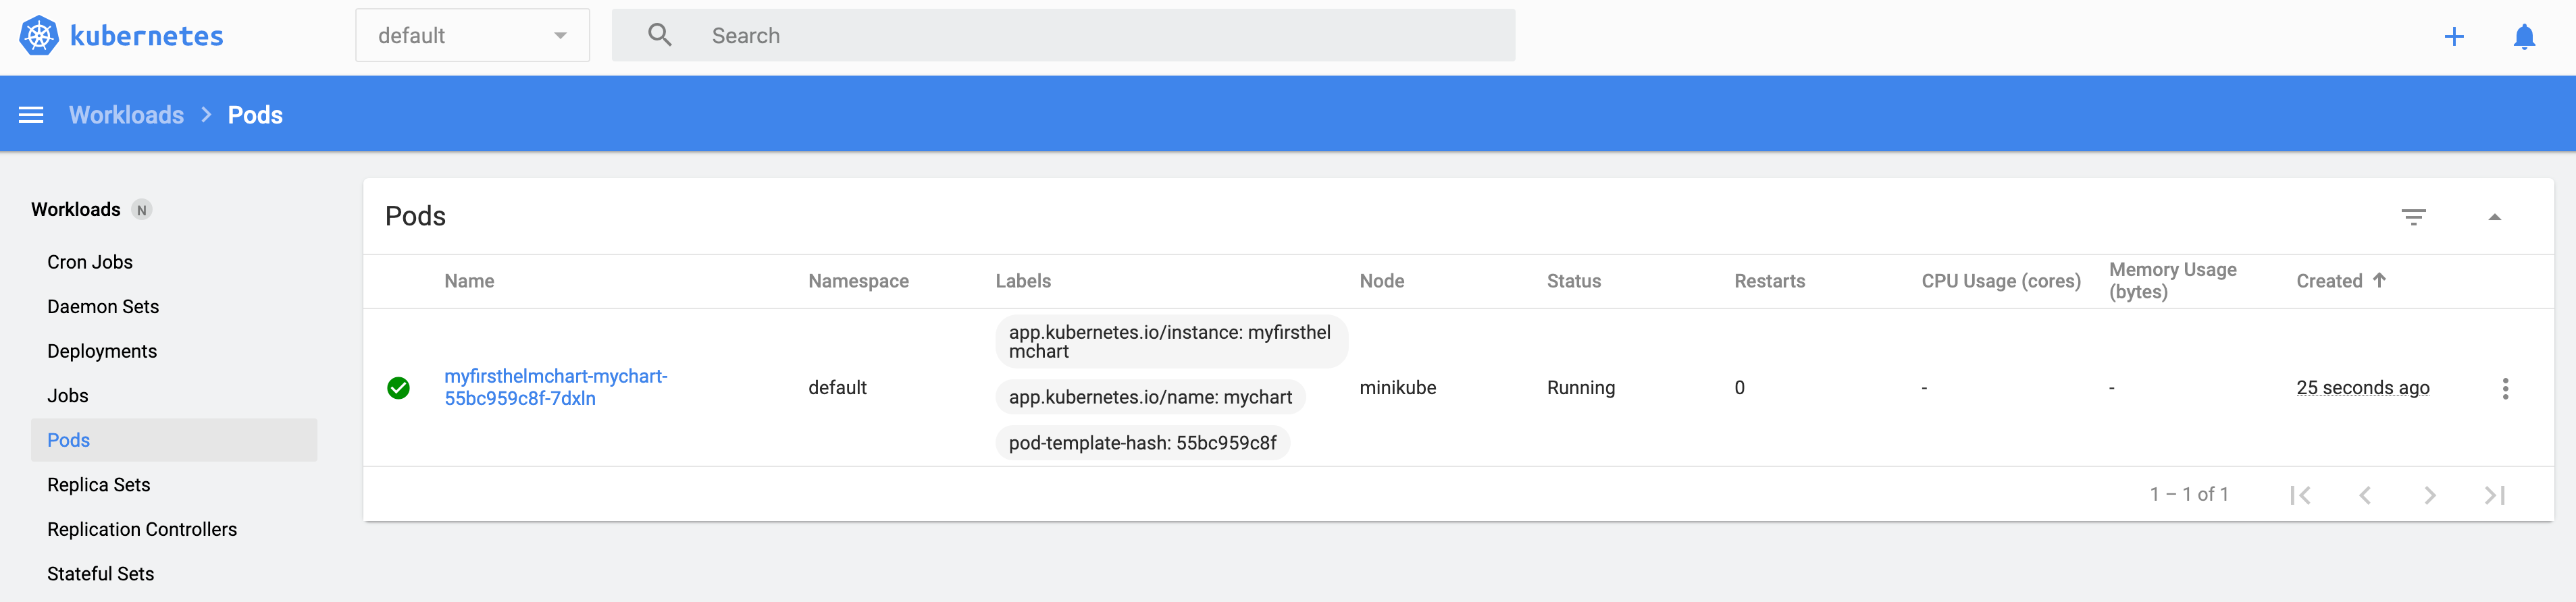 kubernetes
default
Search
Workloads > Pods
Workloads N
Cron Jobs
Daemon Sets
Deployments
Jobs
Pods
Replica Sets
Replication Controllers
Stateful Sets
Pods
Name
Namespace
Labels
Node
Status
Restarts
CPU Usage (cores)
Memory Usage
(bytes)
Created
myfirsthelmchart-mychart-
55bc959c8f-7dxln
default
app.kubernetes.io/instance: myfirsthel
mchart
app.kubernetes.io/name: mychart
pod-template-hash: 55bc959c8f
minikube
Running
0
-
-
25 seconds ago
1 – 1 of 1